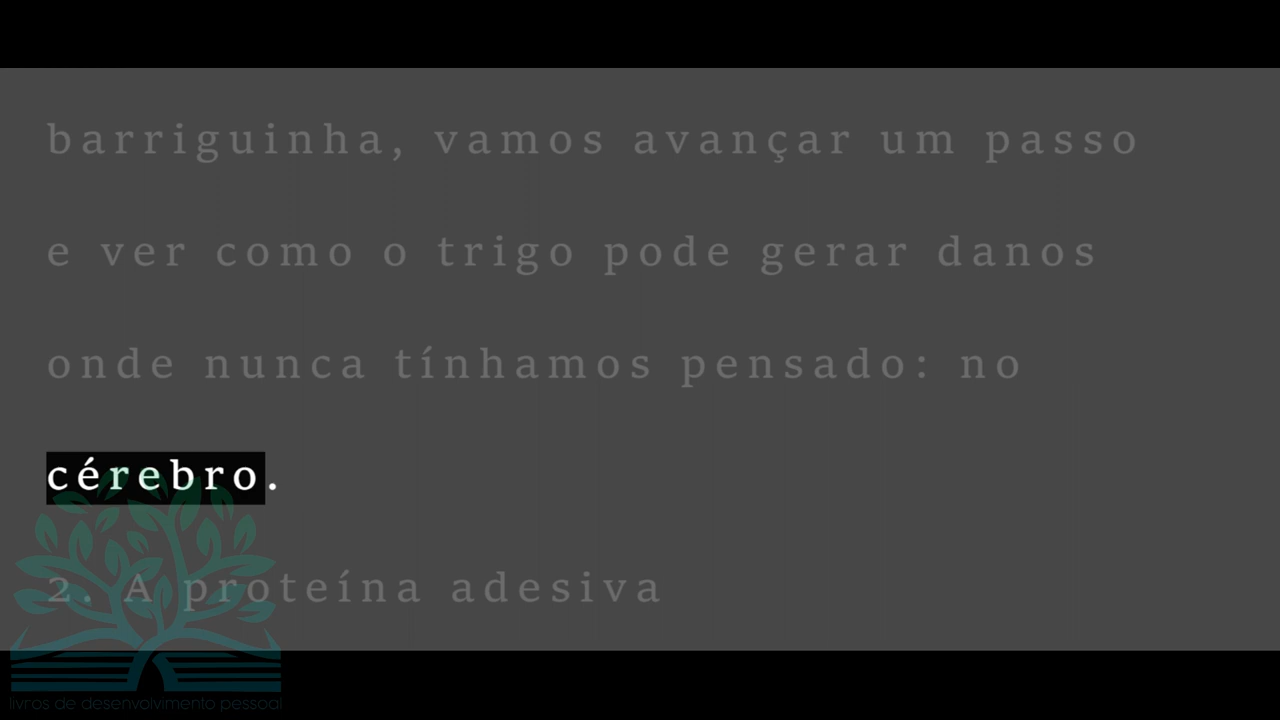 barriguinha, vamos avançar um passo
e ver como o trigo pode gerar danos
onde nunca tínhamos pensado: no
cérebro.
2. A proteína adesiva
livros de desenvolvimento pessoal